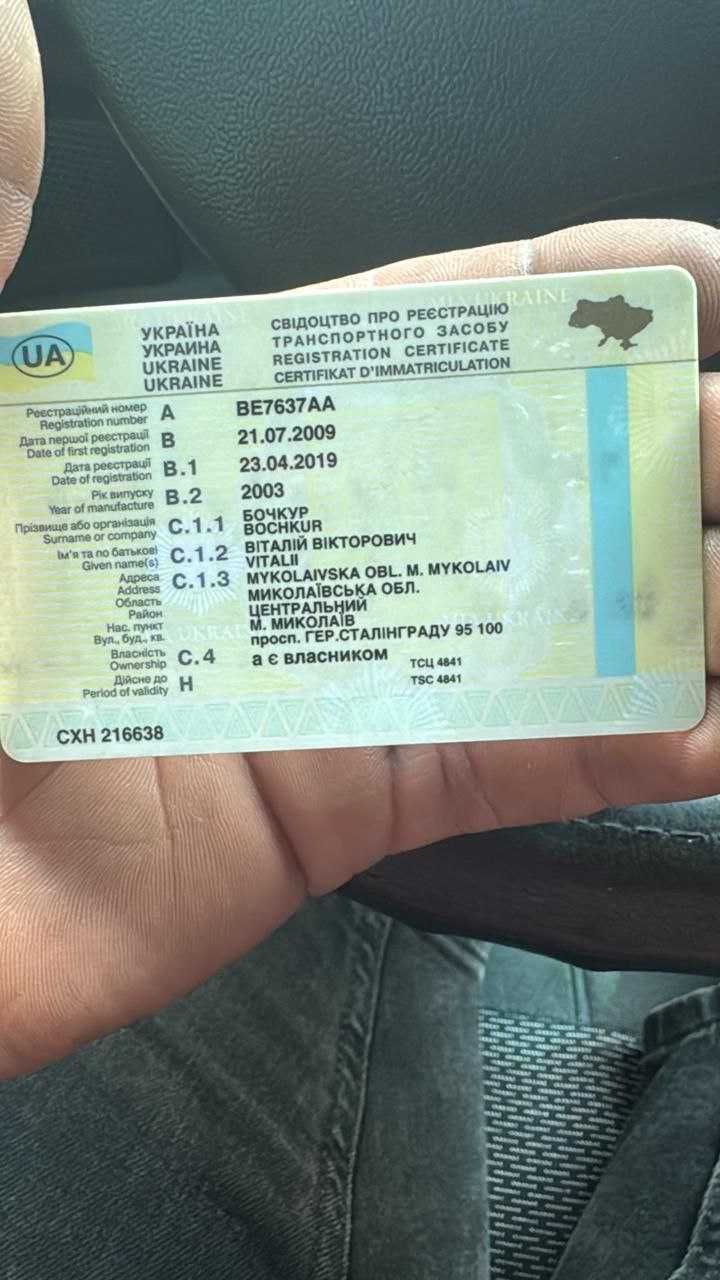 UA
УКРАЇНА
УКРАИНА
UKRAINE
UKRAINE
СВІДОЦТВО ПРО РЕЄСТРАЦІЮ
ТРАНСПОРТНОГО ЗАСОБУ
REGISTRATION CERTIFICATE
CERTIFIKAT D'IMMATRICULATION
Реєстраційний номер
Registration number A BE7637AA
Дата першої реєстрації
Date of first registration B 21.07.2009
Дата реєстрації
Date of registration B.1 23.04.2019
Рік випуску
Year of manufacture B.2 2003
Прізвище або організація
Surname or company C.1.1 БОЧКУР
BOCHKUR
Ім'я та по батькові
Given name(s) C.1.2 ВІТАЛІЙ ВІКТОРОВИЧ
VITALII
Адреса
Address C.1.3 MYKOLAIVSKA OBL. M. MYKOLAIV
Область МИКОЛАЇВСЬКА ОБЛ.
Район ЦЕНТРАЛЬНИЙ
Нас. пункт М. МИКОЛАЇВ
Вул., буд., кв. просп. ГЕР.СТАЛІНГРАДУ 95 100
Власність
Ownership C.4 а є власником ТСЦ 4841
Дійсне до
Period of validity H TSC 4841
СХН 216638